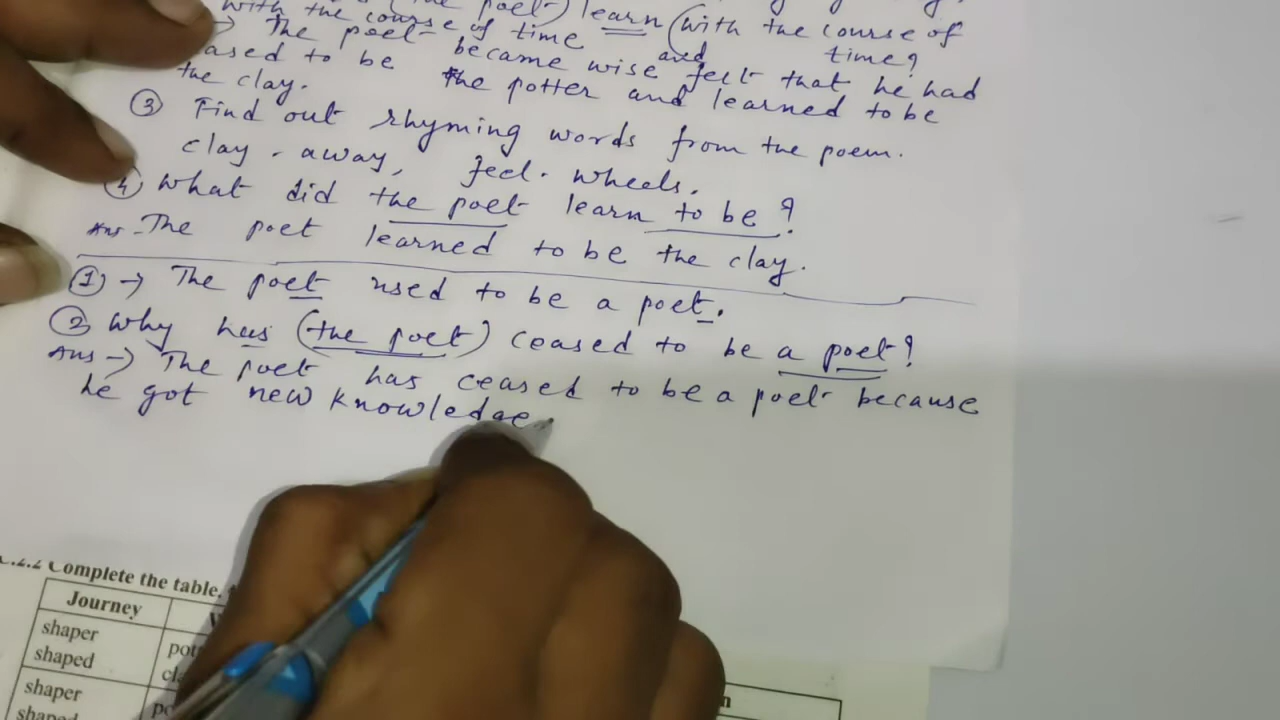 with the course of time
poet) learn (with the course of time?
→ The poet became wise and felt that he had
ceased to be the potter and learned to be
the clay.
③ Find out rhyming words from the poem.
clay - away, feel - wheels.
④ What did the poet learn to be?
Ans - The poet learned to be the clay.
① → The poet used to be a poet.
② Why has (the poet) ceased to be a poet?
Ans → The poet has ceased to be a poet because
he got new knowledge
Complete the table.
Journey
shaper
shaped
shaper
shaped